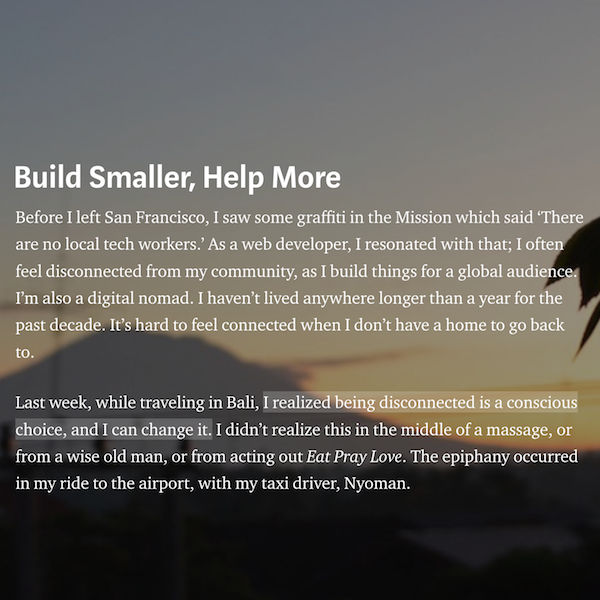 Build Smaller, Help More
Before I left San Francisco, I saw some graffiti in the Mission which said ‘There
are no local tech workers.’ As a web developer, I resonated with that; I often
feel disconnected from my community, as I build things for a global audience.
I’m also a digital nomad. I haven’t lived anywhere longer than a year for the
past decade. It’s hard to feel connected when I don’t have a home to go back
to.
Last week, while traveling in Bali, I realized being disconnected is a conscious
choice, and I can change it. I didn’t realize this in the middle of a massage, or
from a wise old man, or from acting out Eat Pray Love. The epiphany occurred
in my ride to the airport, with my taxi driver, Nyoman.